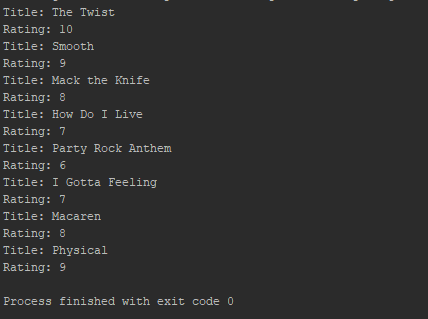 Title: The Twist
Rating: 10
Title: Smooth
Rating: 9
Title: Mack the Knife
Rating: 8
Title: How Do I Live
Rating: 7
Title: Party Rock Anthem
Rating: 6
Title: I Gotta Feeling
Rating: 7
Title: Macaren
Rating: 8
Title: Physical
Rating: 9
Process finished with exit code 0